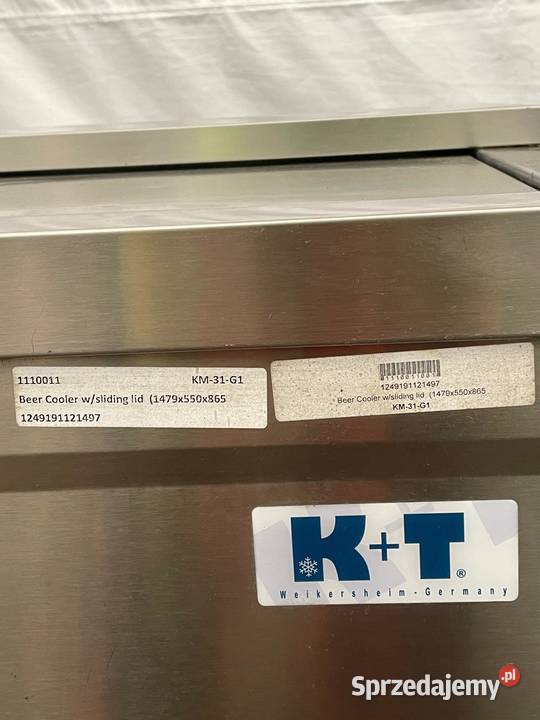 1110011 KM-31-G1
Beer Cooler w/sliding lid (1479x550x865
1249191121497
0111001100
1249191121497
Beer Cooler w/sliding lid (1479x550x865
KM-31-G1
K+T®
Weikersheim - Germany
Sprzedajemy.pl